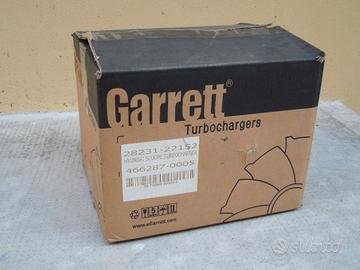 Garrett®
Turbochargers
28231-22152
HYUNDAI SCOUPE TURBOCHARGER
466287-0005
www.eGarrett.com
subito